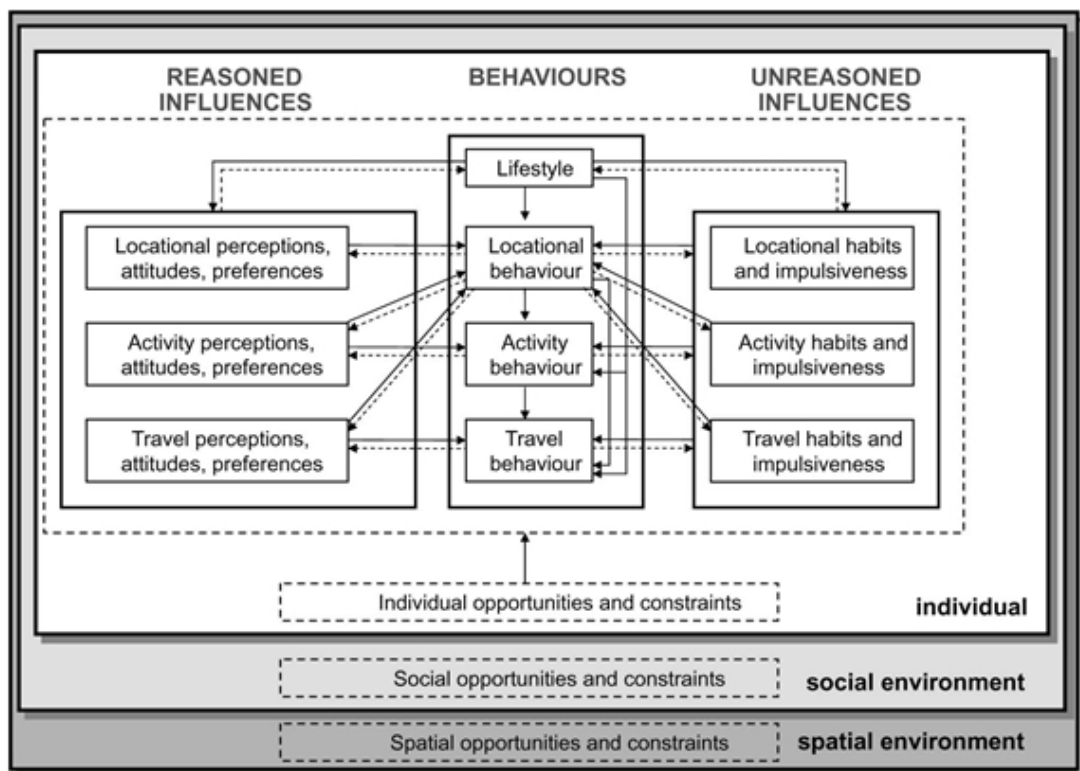 REASONED
INFLUENCES
BEHAVIOURS
UNREASONED
INFLUENCES
Lifestyle
Locational perceptions,
attitudes, preferences
Locational
behaviour
Locational habits
and impulsiveness
Activity perceptions,
attitudes, preferences
Activity
behaviour
Activity habits and
impulsiveness
Travel perceptions,
attitudes, preferences
Travel
behaviour
Travel habits and
impulsiveness
Individual opportunities and constraints
individual
Social opportunities and constraints
social environment
Spatial opportunities and constraints
spatial environment